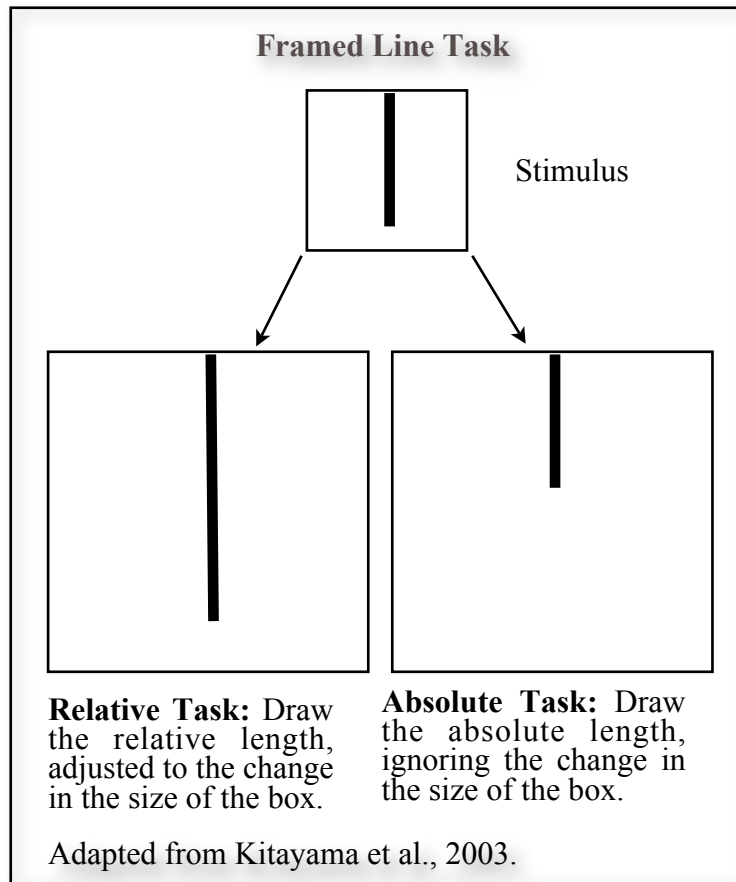 Framed Line Task
Stimulus
Relative Task: Draw
the relative length,
adjusted to the change
in the size of the box.
Absolute Task: Draw
the absolute length,
ignoring the change in
the size of the box.
Adapted from Kitayama et al., 2003.